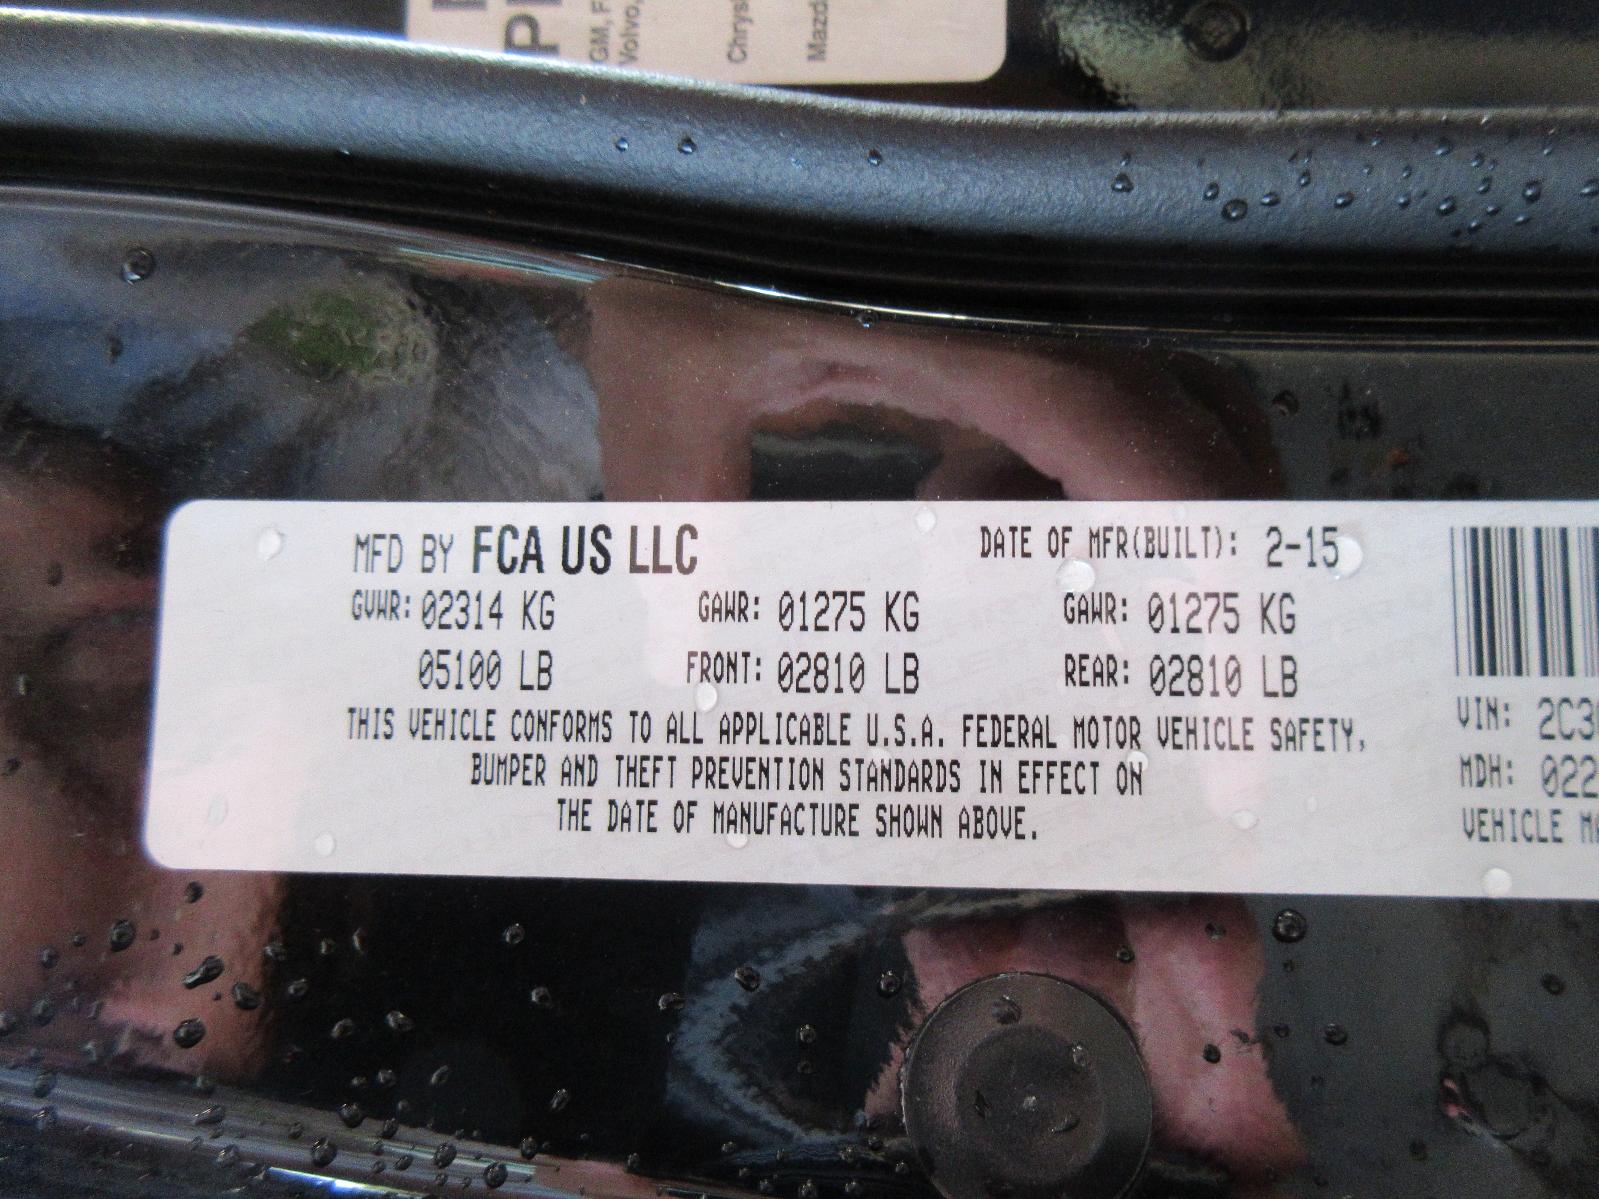 GM, F
Volvo,
Chrys
Mazd
MFD BY FCA US LLC DATE OF MFR(BUILT): 2-15
GVWR: 02314 KG GAWR: 01275 KG GAWR: 01275 KG
05100 LB FRONT: 02810 LB REAR: 02810 LB
THIS VEHICLE CONFORMS TO ALL APPLICABLE U.S.A. FEDERAL MOTOR VEHICLE SAFETY,
BUMPER AND THEFT PREVENTION STANDARDS IN EFFECT ON
THE DATE OF MANUFACTURE SHOWN ABOVE.
VIN: 2C3
MDH: 022
VEHICLE M